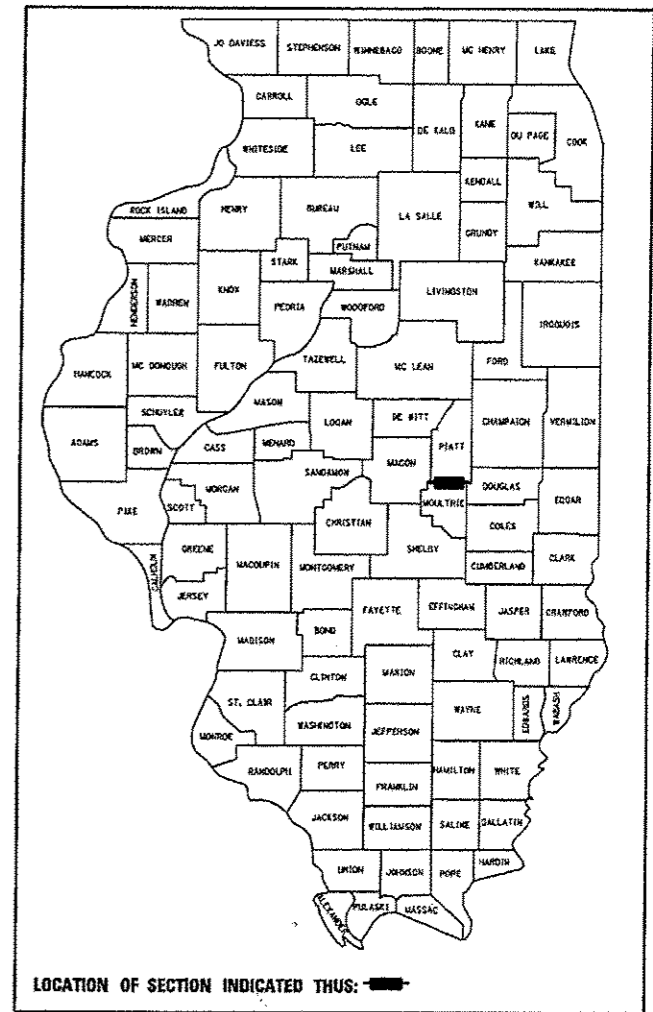 JO DAVIESS STEPHENSON WINNEBAGO BOONE MC HENRY LAKE
CARROLL OGLE DE KALB KANE DU PAGE COOK
WHITESIDE LEE KENDALL WILL
ROCK ISLAND HENRY BUREAU LA SALLE GRUNDY
MERCER PUTNAM KANKAKEE
STARK MARSHALL
HENDERSON WARREN KNOX PEORIA WOODFORD LIVINGSTON IROQUOIS
HANCOCK MC DONOUGH FULTON TAZEWELL MC LEAN FORD
SCHUYLER MASON LOGAN DE WITT CHAMPAIGN VERMILION
ADAMS BROWN CASS MENARD MACON PIATT
SANGAMON
PIKE SCOTT MORGAN CHRISTIAN MOULTRIE DOUGLAS EDGAR
COLES
CALHOUN GREENE MACOUPIN MONTGOMERY SHELBY CUMBERLAND CLARK
JERSEY FAYETTE EFFINGHAM JASPER CRAWFORD
MADISON BOND
CLINTON MARION CLAY RICHLAND LAWRENCE
ST. CLAIR WASHINGTON JEFFERSON WAYNE EDWARDS WABASH
MONROE
RANDOLPH PERRY FRANKLIN HAMILTON WHITE
JACKSON WILLIAMSON SALINE GALLATIN
UNION JOHNSON POPE HARDIN
ALEXANDER PULASKI MASSAC
LOCATION OF SECTION INDICATED THUS: